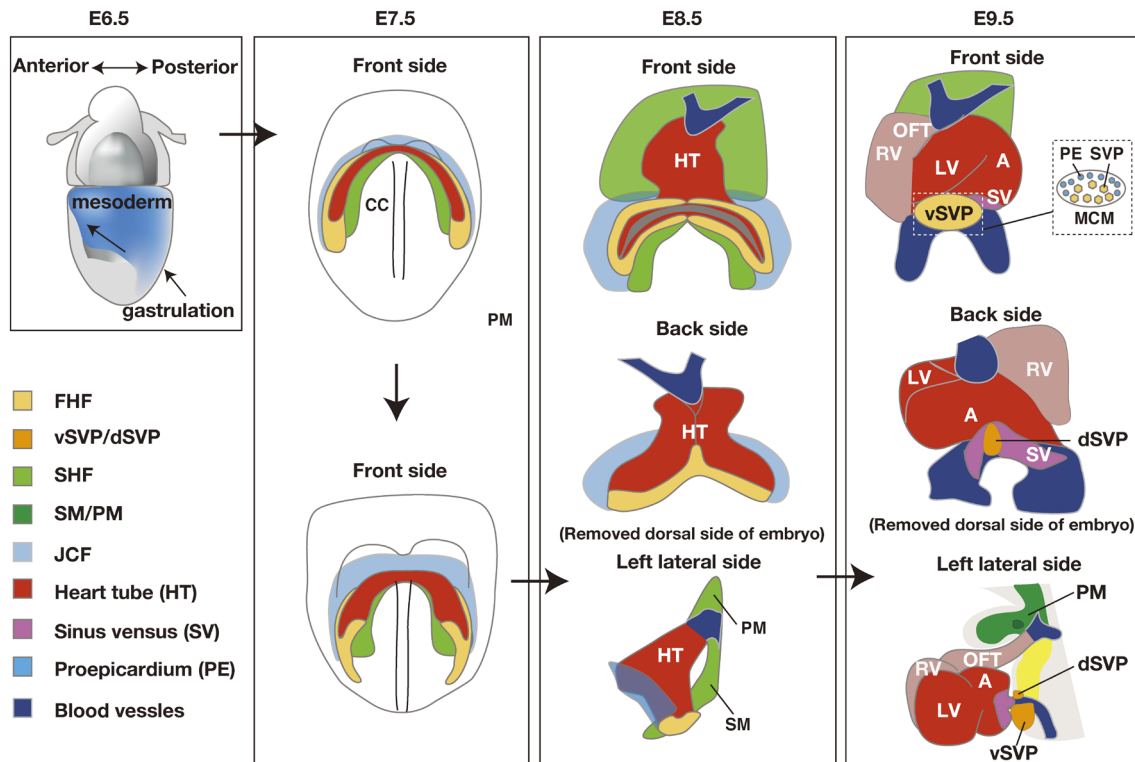 E6.5
Anterior Posterior
mesoderm
gastrulation
FHF
vSVP/dSVP
SHF
SM/PM
JCF
Heart tube (HT)
Sinus vensus (SV)
Proepicardium (PE)
Blood vessles
E7.5
Front side
CC
PM
Front side
E8.5
Front side
HT
Back side
HT
(Removed dorsal side of embryo)
Left lateral side
PM
HT
SM
E9.5
Front side
OFT
RV
LV
A
SV
vSVP
PE SVP
MCM
Back side
LV
RV
A
dSVP
SV
(Removed dorsal side of embryo)
Left lateral side
PM
OFT
RV
dSVP
A
LV
vSVP